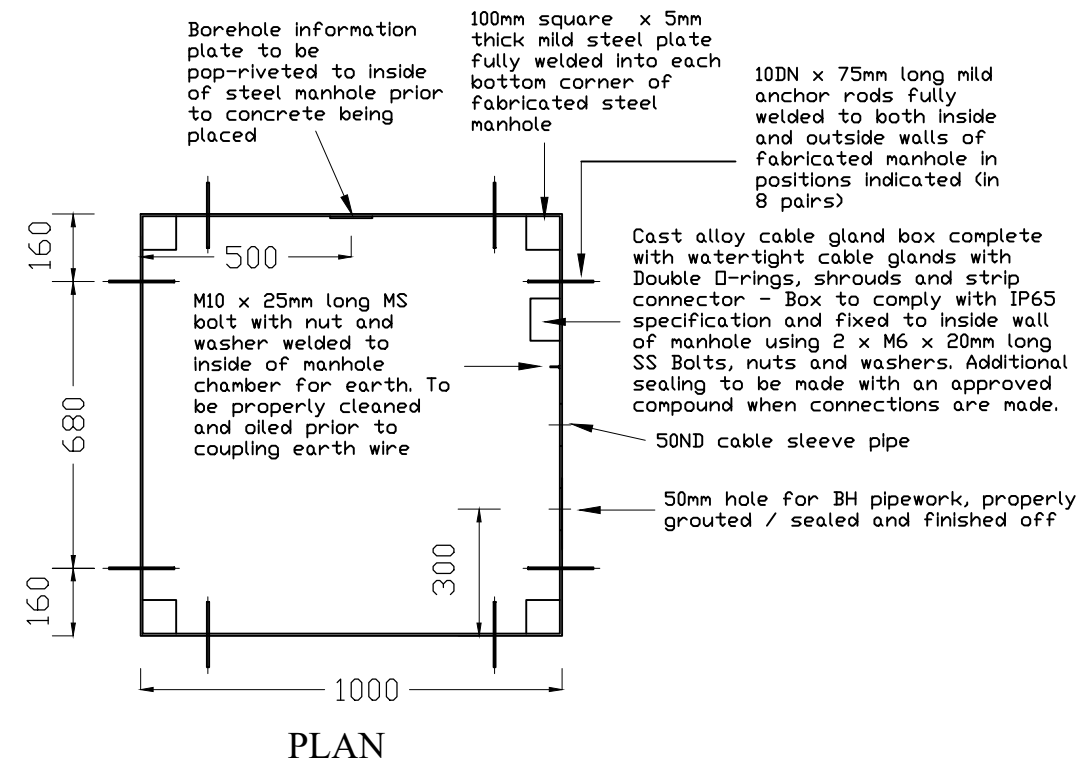 Borehole information
plate to be
pop-riveted to inside
of steel manhole prior
to concrete being
placed
100mm square x 5mm
thick mild steel plate
fully welded into each
bottom corner of
fabricated steel
manhole
10DN x 75mm long mild
anchor rods fully
welded to both inside
and outside walls of
fabricated manhole in
positions indicated (in
8 pairs)
160
500
Cast alloy cable gland box complete
with watertight cable glands with
Double O-rings, shrouds and strip
connector - Box to comply with IP65
specification and fixed to inside wall
of manhole using 2 x M6 x 20mm long
SS Bolts, nuts and washers. Additional
sealing to be made with an approved
compound when connections are made.
M10 x 25mm long MS
bolt with nut and
washer welded to
inside of manhole
chamber for earth. To
be properly cleaned
and oiled prior to
coupling earth wire
680
50ND cable sleeve pipe
50mm hole for BH pipework, properly
grouted / sealed and finished off
300
160
1000
PLAN